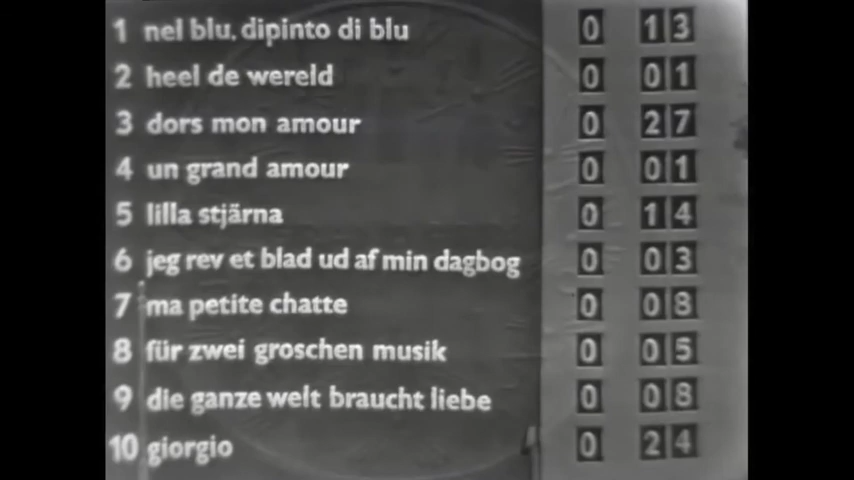 1 nel blu, dipinto di blu 0 13
2 heel de wereld 0 01
3 dors mon amour 0 27
4 un grand amour 0 01
5 lilla stjärna 0 14
6 jeg rev et blad ud af min dagbog 0 03
7 ma petite chatte 0 08
8 für zwei groschen musik 0 05
9 die ganze welt braucht liebe 0 08
10 giorgio 0 24